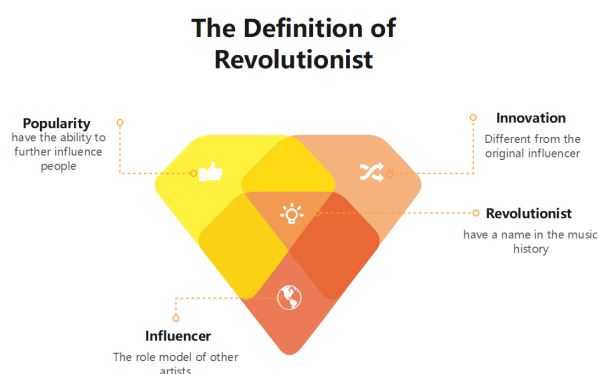 The Definition of
Revolutionist
Popularity
have the ability to
further influence
people
Innovation
Different from the
original influencer
Revolutionist
have a name in the music
history
Influencer
The role model of other
artists